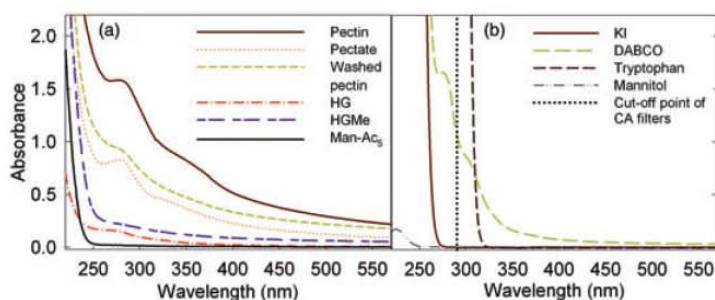 (a)
Pectin
Pectate
Washed
pectin
HG
HGMe
Man-Ac5
2.0
1.5
1.0
0.5
0.0
Absorbance
250 300 350 400 450 500 550
Wavelength (nm)
(b)
KI
DABCO
Tryptophan
Mannitol
Cut-off point of
CA filters
250 300 350 400 450 500 550
Wavelength (nm)